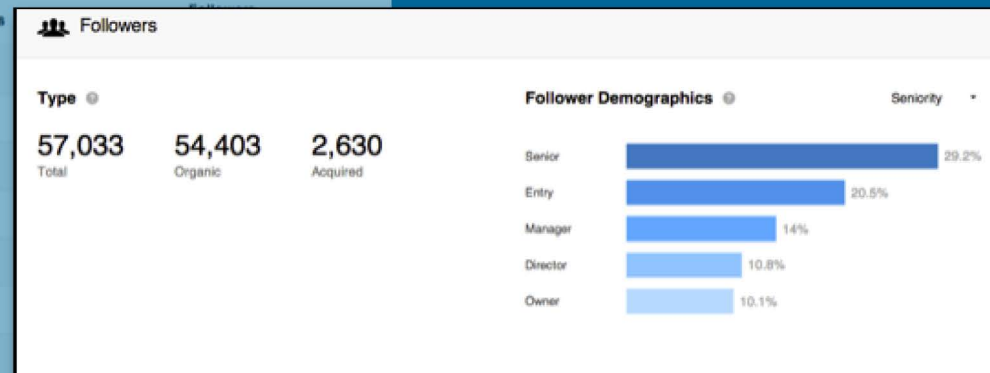 Followers
Type
57,033 54,403 2,630
Total Organic Acquired
Follower Demographics Seniority
Senior 29.2%
Entry 20.5%
Manager 14%
Director 10.8%
Owner 10.1%